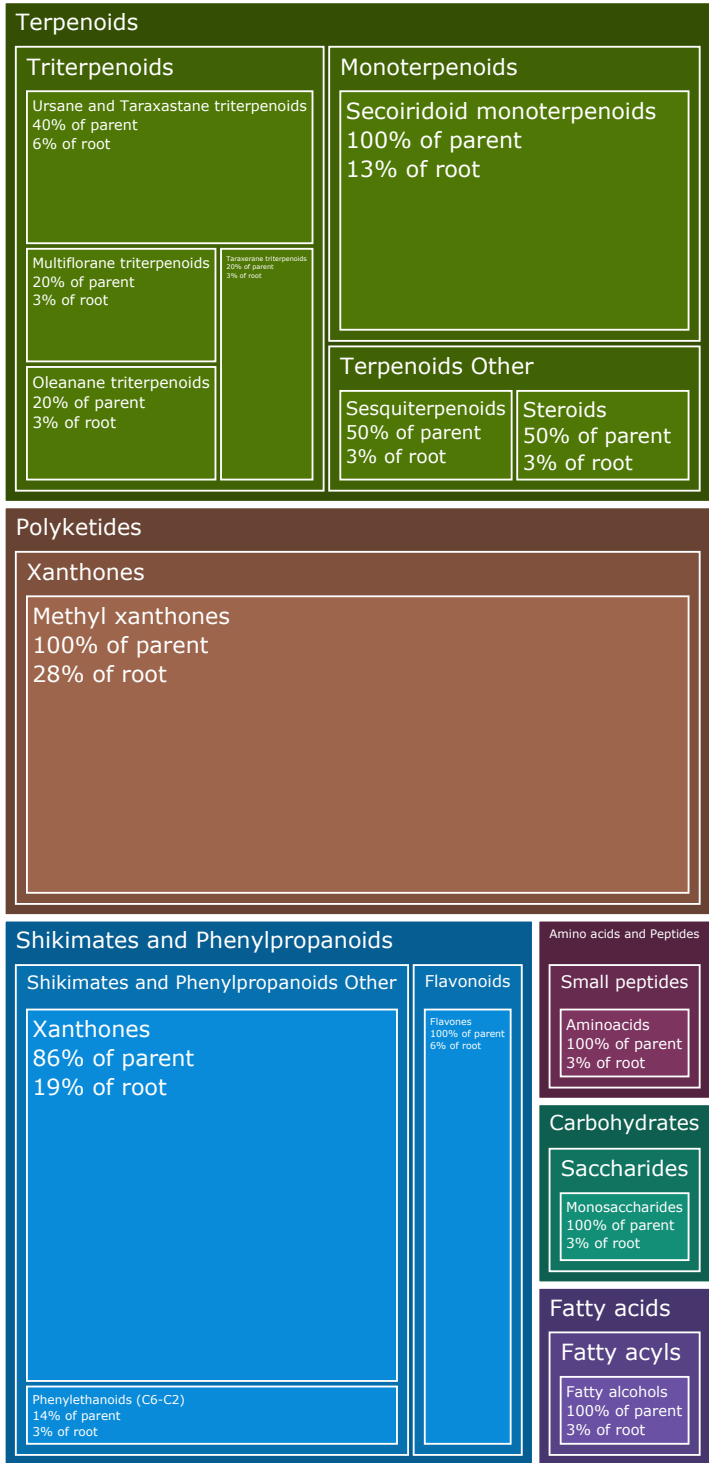 Terpenoids
Triterpenoids
Ursane and Taraxastane triterpenoids
40% of parent
6% of root
Multiflorane triterpenoids
20% of parent
3% of root
Taraxerane triterpenoids
20% of parent
3% of root
Oleanane triterpenoids
20% of parent
3% of root
Monoterpenoids
Secoiridoid monoterpenoids
100% of parent
13% of root
Terpenoids Other
Sesquiterpenoids
50% of parent
3% of root
Steroids
50% of parent
3% of root
Polyketides
Xanthones
Methyl xanthones
100% of parent
28% of root
Shikimates and Phenylpropanoids
Shikimates and Phenylpropanoids Other
Xanthones
86% of parent
19% of root
Phenylethanoids (C6-C2)
14% of parent
3% of root
Flavonoids
Flavones
100% of parent
6% of root
Amino acids and Peptides
Small peptides
Aminoacids
100% of parent
3% of root
Carbohydrates
Saccharides
Monosaccharides
100% of parent
3% of root
Fatty acids
Fatty acyls
Fatty alcohols
100% of parent
3% of root